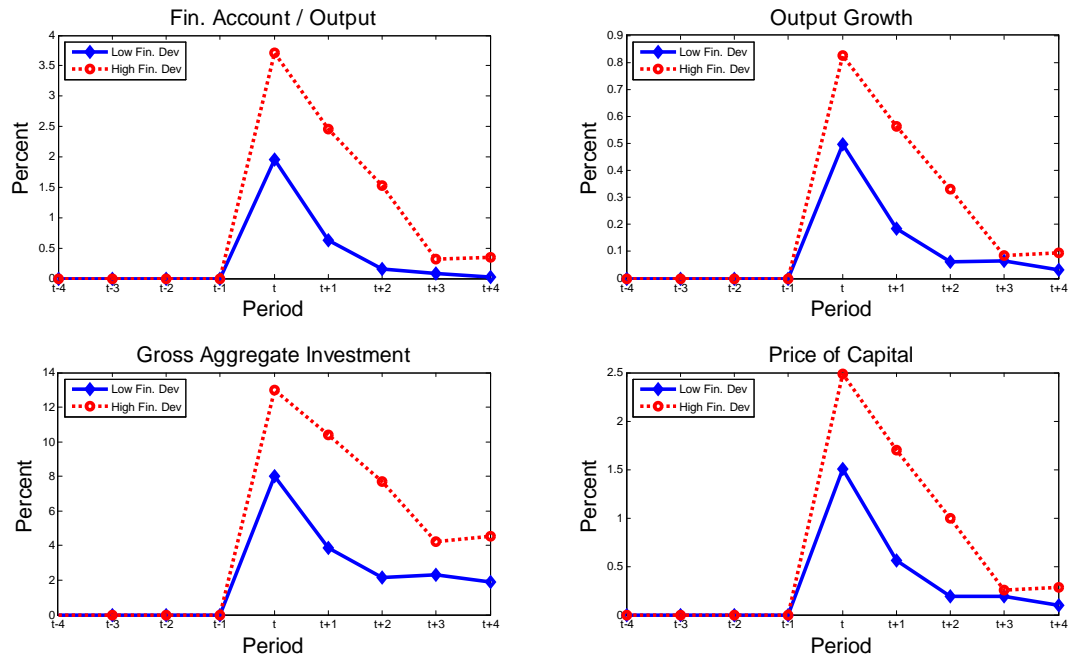 Fin. Account / Output
Low Fin. Dev
High Fin. Dev
Percent
4
3.5
3
2.5
2
1.5
1
0.5
0
t-4 t-3 t-2 t-1 t t+1 t+2 t+3 t+4
Period
Output Growth
Low Fin. Dev
High Fin. Dev
Percent
0.9
0.8
0.7
0.6
0.5
0.4
0.3
0.2
0.1
0
t-4 t-3 t-2 t-1 t t+1 t+2 t+3 t+4
Period
Gross Aggregate Investment
Low Fin. Dev
High Fin. Dev
Percent
14
12
10
8
6
4
2
0
t-4 t-3 t-2 t-1 t t+1 t+2 t+3 t+4
Period
Price of Capital
Low Fin. Dev
High Fin. Dev
Percent
2.5
2
1.5
1
0.5
t-4 t-3 t-2 t-1 t t+1 t+2 t+3 t+4
Period